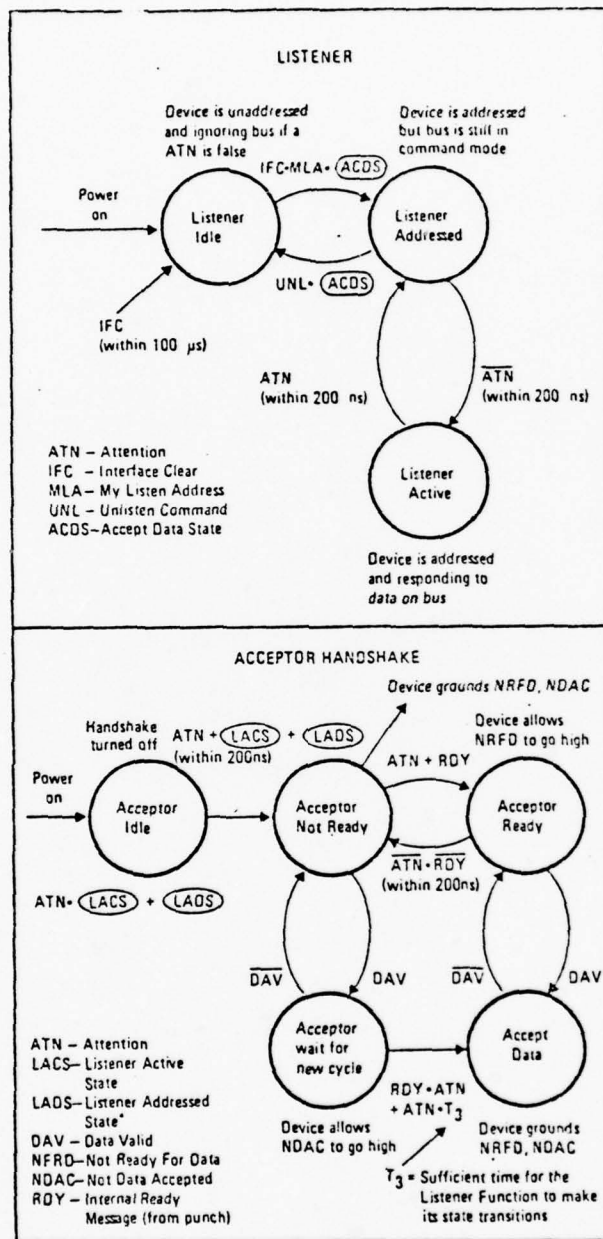 LISTENER
Device is unaddressed
and ignoring bus if a
ATN is false
Device is addressed
but bus is still in
command mode
IFC•MLA• ACDS
Power
on
Listener
Idle
Listener
Addressed
UNL• ACDS
IFC
(within 100 µs)
ATN
(within 200 ns)
A̅T̅N̅
(within 200 ns)
ATN – Attention
IFC – Interface Clear
MLA – My Listen Address
UNL – Unlisten Command
ACDS – Accept Data State
Listener
Active
Device is addressed
and responding to
data on bus
ACCEPTOR HANDSHAKE
Device grounds NRFD, NDAC
Handshake
turned off
ATN + LACS + LADS
(within 200ns)
Device allows
NRFD to go high
ATN + RDY
Power
on
Acceptor
Idle
Acceptor
Not Ready
Acceptor
Ready
A̅T̅N̅•R̅D̅Y̅
(within 200ns)
ATN• LACS + LADS
D̅A̅V̅
DAV
D̅A̅V̅
DAV
Acceptor
wait for
new cycle
Accept
Data
ATN – Attention
LACS – Listener Active
State
LADS – Listener Addressed
State
DAV – Data Valid
NFRD – Not Ready For Data
NDAC – Not Data Accepted
RDY – Internal Ready
Message (from punch)
RDY•ATN
+ ATN•T3
Device allows
NDAC to go high
Device grounds
NRFD, NDAC
T3 = Sufficient time for the
Listener Function to make
its state transitions